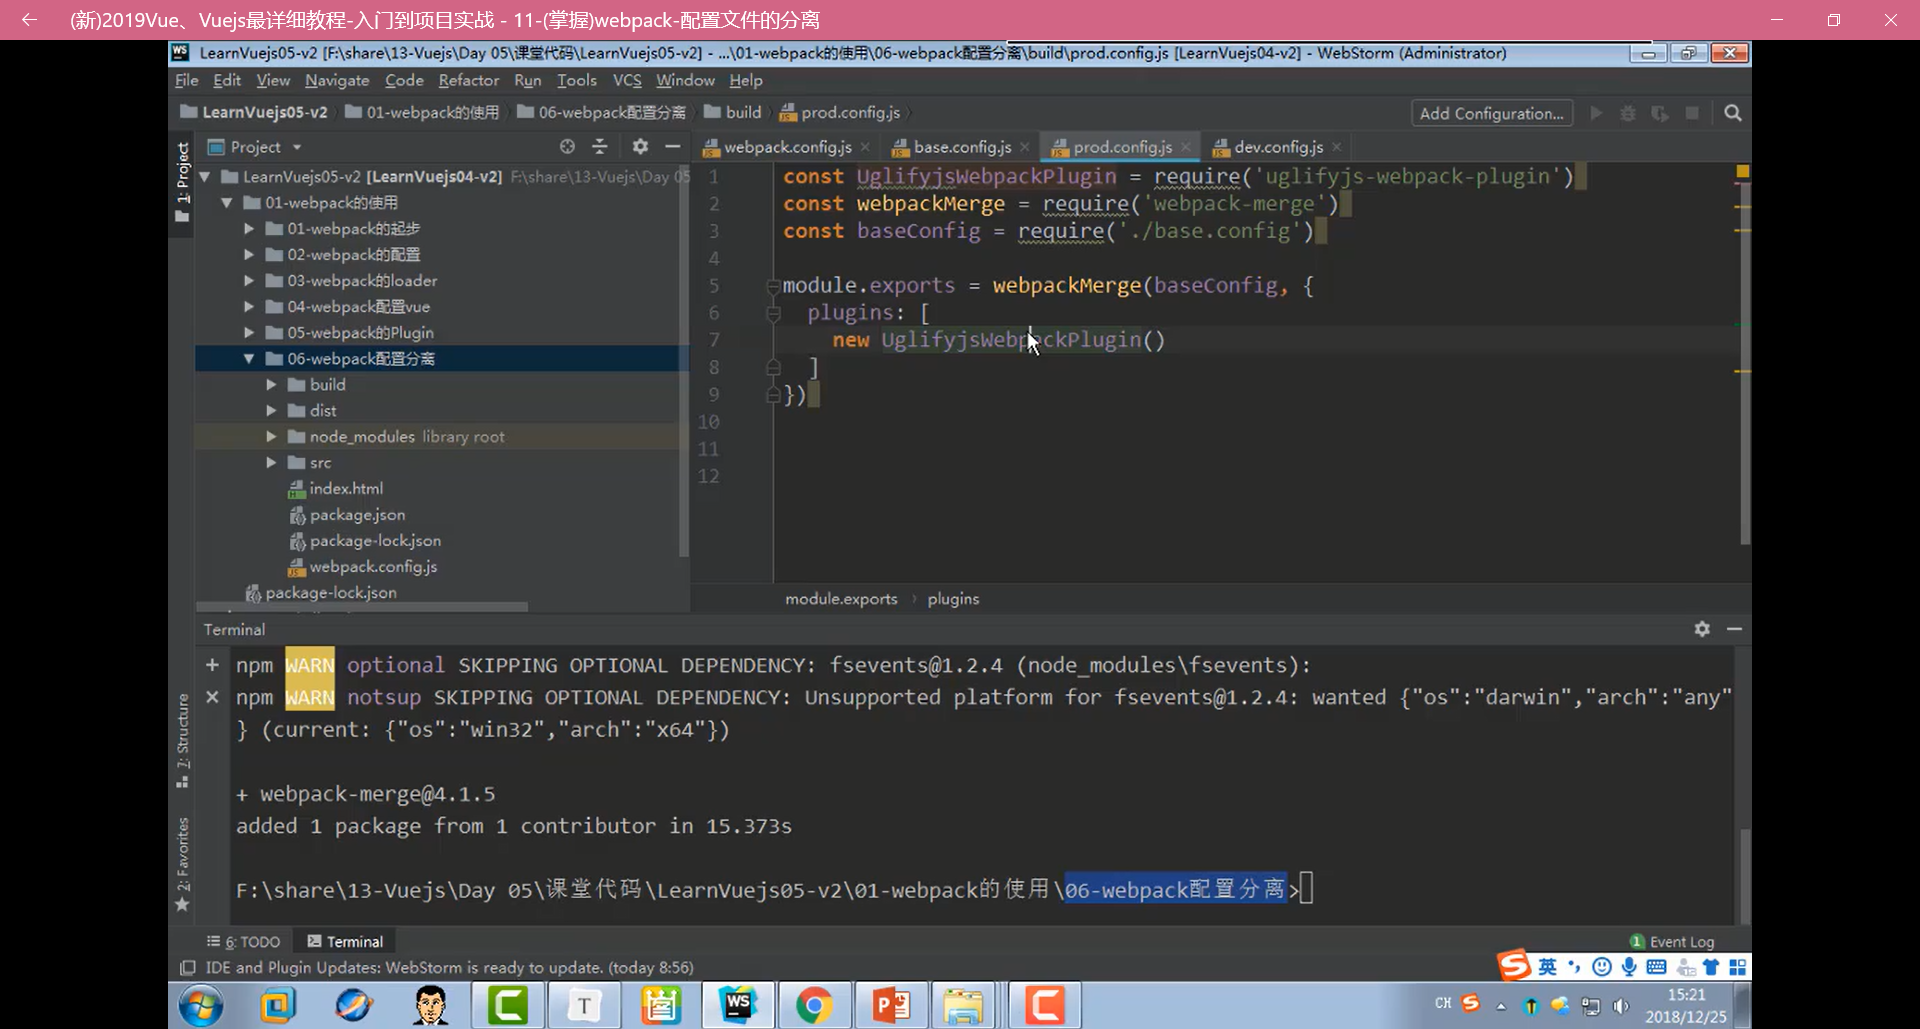 (新)2019Vue、Vuejs最详细教程-入门到项目实战 - 11-(掌握)webpack-配置文件的分离
LearnVuejs05-v2 [F:\share\13-Vuejs\Day 05\课堂代码\LearnVuejs05-v2] - ...\01-webpack的使用\06-webpack配置分离\build\prod.config.js [LearnVuejs04-v2] - WebStorm (Administrator)
File Edit View Navigate Code Refactor Run Tools VCS Window Help
LearnVuejs05-v2 01-webpack的使用 06-webpack配置分离 build prod.config.js
Add Configuration...
1: Project
Project
LearnVuejs05-v2 [LearnVuejs04-v2] F:\share\13-Vuejs\Day 05
01-webpack的使用
01-webpack的起步
02-webpack的配置
03-webpack的loader
04-webpack配置vue
05-webpack的Plugin
06-webpack配置分离
build
dist
node_modules library root
src
index.html
package.json
package-lock.json
webpack.config.js
package-lock.json
webpack.config.js base.config.js prod.config.js dev.config.js
1 const UglifyjsWebpackPlugin = require('uglifyjs-webpack-plugin')
2 const webpackMerge = require('webpack-merge')
3 const baseConfig = require('./base.config')
4
5 module.exports = webpackMerge(baseConfig, {
6 plugins: [
7 new UglifyjsWebpackPlugin()
8 ]
9 })
10
11
12
module.exports › plugins
Terminal
npm WARN optional SKIPPING OPTIONAL DEPENDENCY: fsevents@1.2.4 (node_modules\fsevents):
npm WARN notsup SKIPPING OPTIONAL DEPENDENCY: Unsupported platform for fsevents@1.2.4: wanted {"os":"darwin","arch":"any"
} (current: {"os":"win32","arch":"x64"})
+ webpack-merge@4.1.5
added 1 package from 1 contributor in 15.373s
F:\share\13-Vuejs\Day 05\课堂代码\LearnVuejs05-v2\01-webpack的使用\06-webpack配置分离>
7: Structure
2: Favorites
6: TODO Terminal
1 Event Log
IDE and Plugin Updates: WebStorm is ready to update. (today 8:56)
英
CH
15:21
2018/12/25